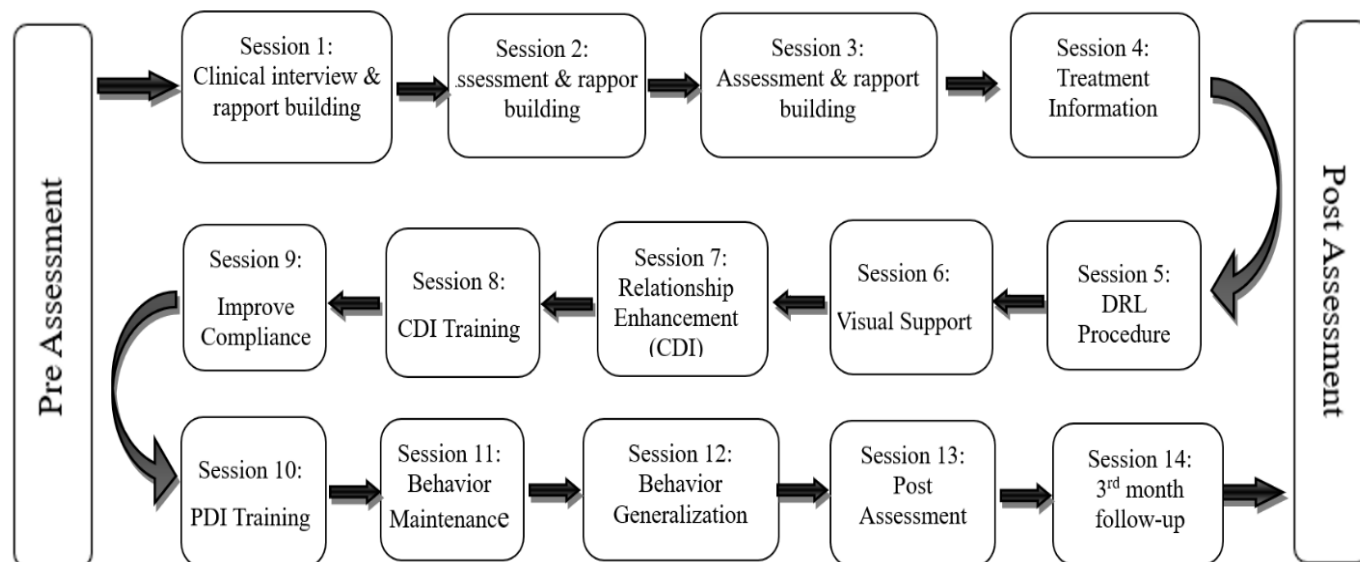 Pre Assessment
Session 1:
Clinical interview &
rapport building
Session 2:
ssessment & rappor
building
Session 3:
Assessment & rapport
building
Session 4:
Treatment
Information
Session 5:
DRL
Procedure
Session 6:
Visual Support
Session 7:
Relationship
Enhancement
(CDI)
Session 8:
CDI Training
Session 9:
Improve
Compliance
Session 10:
PDI Training
Session 11:
Behavior
Maintenance
Session 12:
Behavior
Generalization
Session 13:
Post
Assessment
Session 14:
3rd month
follow-up
Post Assessment